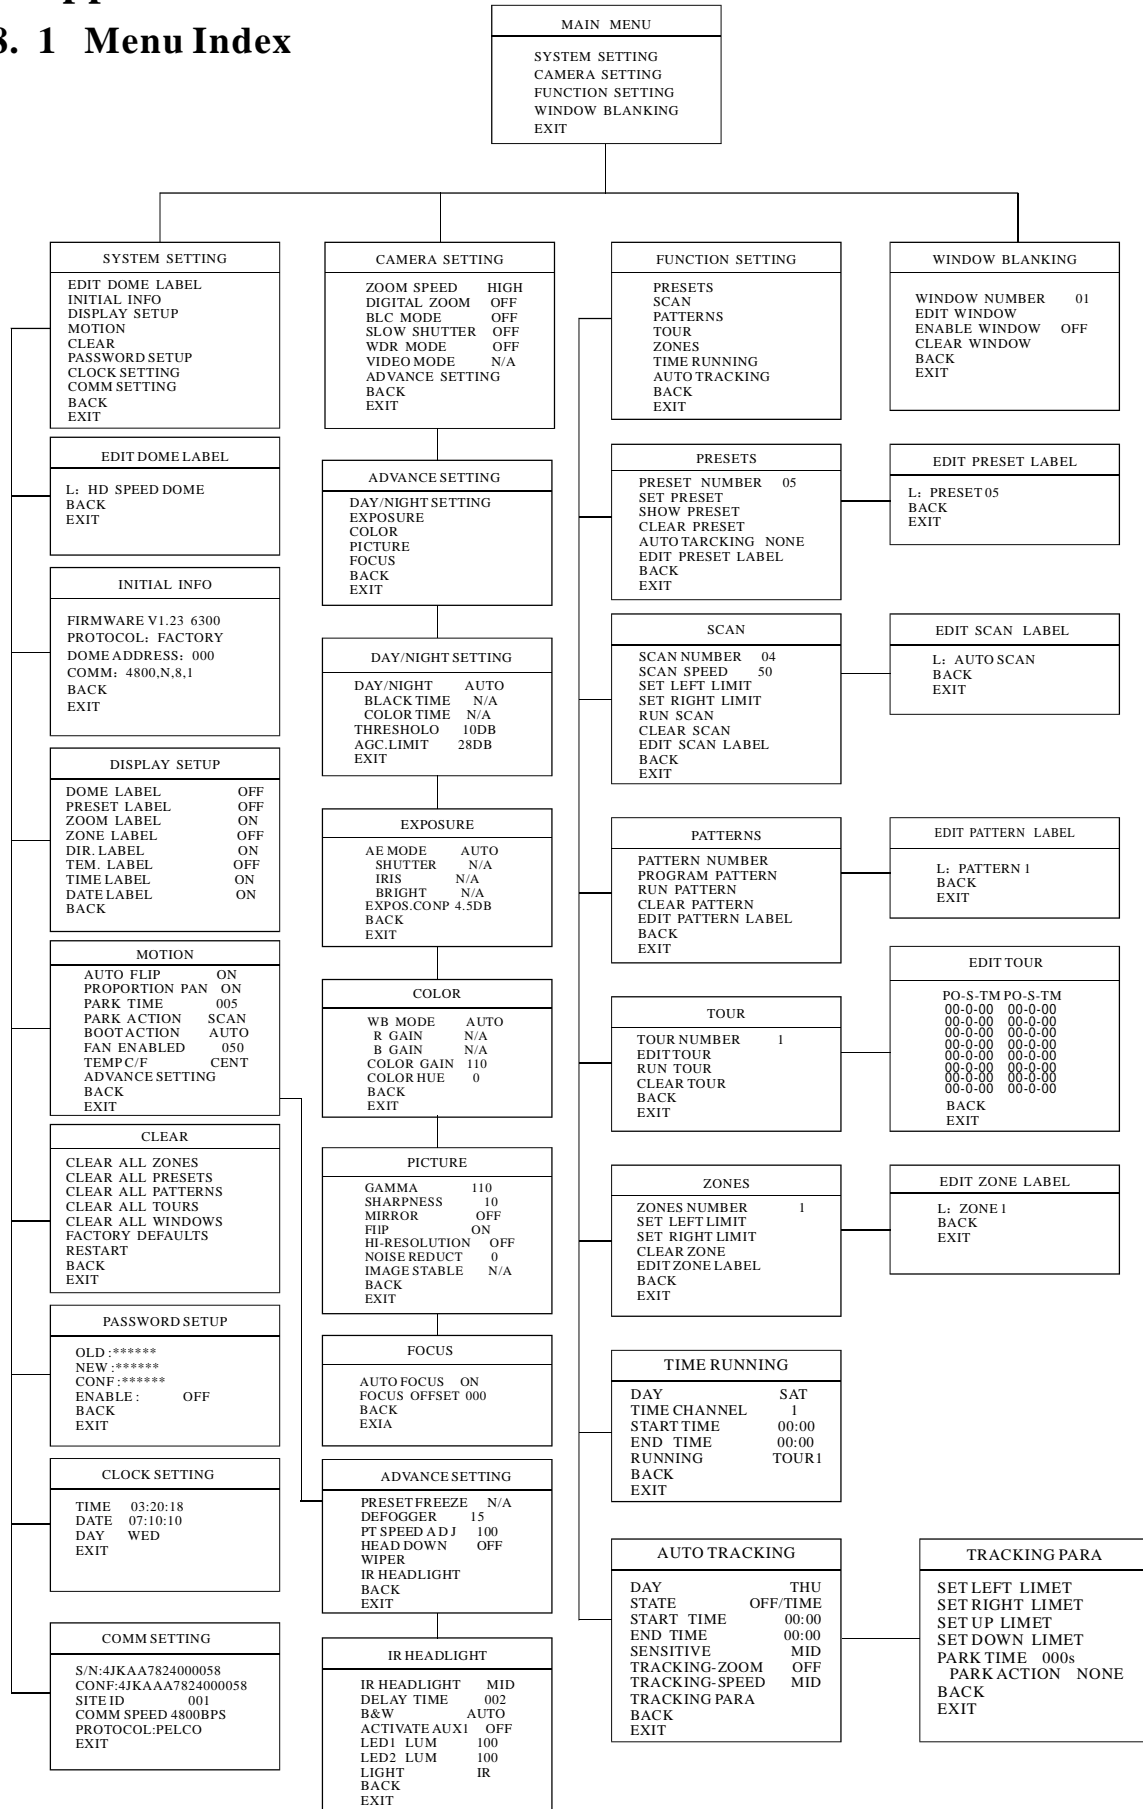 8. 1 Menu Index
MAIN MENU
SYSTEM SETTING
CAMERA SETTING
FUNCTION SETTING
WINDOW BLANKING
EXIT
SYSTEM SETTING
EDIT DOME LABEL
INITIAL INFO
DISPLAY SETUP
MOTION
CLEAR
PASSWORD SETUP
CLOCK SETTING
COMM SETTING
BACK
EXIT
EDIT DOME LABEL
L: HD SPEED DOME
BACK
EXIT
INITIAL INFO
FIRMWARE V1.23 6300
PROTOCOL: FACTORY
DOME ADDRESS: 000
COMM: 4800,N,8,1
BACK
EXIT
DISPLAY SETUP
DOME LABEL OFF
PRESET LABEL OFF
ZOOM LABEL ON
ZONE LABEL OFF
DIR. LABEL ON
TEM. LABEL OFF
TIME LABEL ON
DATE LABEL ON
BACK
MOTION
AUTO FLIP ON
PROPORTION PAN ON
PARK TIME 005
PARK ACTION SCAN
BOOT ACTION AUTO
FAN ENABLED 050
TEMP C/F CENT
ADVANCE SETTING
BACK
EXIT
CLEAR
CLEAR ALL ZONES
CLEAR ALL PRESETS
CLEAR ALL PATTERNS
CLEAR ALL TOURS
CLEAR ALL WINDOWS
FACTORY DEFAULTS
RESTART
BACK
EXIT
PASSWORD SETUP
OLD :******
NEW :******
CONF :******
ENABLE : OFF
BACK
EXIT
CLOCK SETTING
TIME 03:20:18
DATE 07:10:10
DAY WED
EXIT
COMM SETTING
S/N:4JKAA7824000058
CONF:4JKAAA7824000058
SITE ID 001
COMM SPEED 4800BPS
PROTOCOL:PELCO
EXIT
CAMERA SETTING
ZOOM SPEED HIGH
DIGITAL ZOOM OFF
BLC MODE OFF
SLOW SHUTTER OFF
WDR MODE OFF
VIDEO MODE N/A
ADVANCE SETTING
BACK
EXIT
ADVANCE SETTING
DAY/NIGHT SETTING
EXPOSURE
COLOR
PICTURE
FOCUS
BACK
EXIT
DAY/NIGHT SETTING
DAY/NIGHT AUTO
BLACK TIME N/A
COLOR TIME N/A
THRESHOLO 10DB
AGC.LIMIT 28DB
EXIT
EXPOSURE
AE MODE AUTO
SHUTTER N/A
IRIS N/A
BRIGHT N/A
EXPOS.CONP 4.5DB
BACK
EXIT
COLOR
WB MODE AUTO
R GAIN N/A
B GAIN N/A
COLOR GAIN 110
COLOR HUE 0
BACK
EXIT
PICTURE
GAMMA 110
SHARPNESS 10
MIRROR OFF
FIIP ON
HI-RESOLUTION OFF
NOISE REDUCT 0
IMAGE STABLE N/A
BACK
EXIT
FOCUS
AUTO FOCUS ON
FOCUS OFFSET 000
BACK
EXIA
ADVANCE SETTING
PRESET FREEZE N/A
DEFOGGER 15
PT SPEED A D J 100
HEAD DOWN OFF
WIPER
IR HEADLIGHT
BACK
EXIT
IR HEADLIGHT
IR HEADLIGHT MID
DELAY TIME 002
B&W AUTO
ACTIVATE AUX1 OFF
LED1 LUM 100
LED2 LUM 100
LIGHT IR
BACK
EXIT
FUNCTION SETTING
PRESETS
SCAN
PATTERNS
TOUR
ZONES
TIME RUNNING
AUTO TRACKING
BACK
EXIT
PRESETS
PRESET NUMBER 05
SET PRESET
SHOW PRESET
CLEAR PRESET
AUTO TARCKING NONE
EDIT PRESET LABEL
BACK
EXIT
SCAN
SCAN NUMBER 04
SCAN SPEED 50
SET LEFT LIMIT
SET RIGHT LIMIT
RUN SCAN
CLEAR SCAN
EDIT SCAN LABEL
BACK
EXIT
PATTERNS
PATTERN NUMBER
PROGRAM PATTERN
RUN PATTERN
CLEAR PATTERN
EDIT PATTERN LABEL
BACK
EXIT
TOUR
TOUR NUMBER 1
EDIT TOUR
RUN TOUR
CLEAR TOUR
BACK
EXIT
ZONES
ZONES NUMBER 1
SET LEFT LIMIT
SET RIGHT LIMIT
CLEAR ZONE
EDIT ZONE LABEL
BACK
EXIT
TIME RUNNING
DAY SAT
TIME CHANNEL 1
START TIME 00:00
END TIME 00:00
RUNNING TOUR1
BACK
EXIT
AUTO TRACKING
DAY THU
STATE OFF/TIME
START TIME 00:00
END TIME 00:00
SENSITIVE MID
TRACKING-ZOOM OFF
TRACKING-SPEED MID
TRACKING PARA
BACK
EXIT
WINDOW BLANKING
WINDOW NUMBER 01
EDIT WINDOW
ENABLE WINDOW OFF
CLEAR WINDOW
BACK
EXIT
EDIT PRESET LABEL
L: PRESET 05
BACK
EXIT
EDIT SCAN LABEL
L: AUTO SCAN
BACK
EXIT
EDIT PATTERN LABEL
L: PATTERN 1
BACK
EXIT
EDIT TOUR
PO-S-TM PO-S-TM
00-0-00 00-0-00
00-0-00 00-0-00
00-0-00 00-0-00
00-0-00 00-0-00
00-0-00 00-0-00
00-0-00 00-0-00
00-0-00 00-0-00
00-0-00 00-0-00
BACK
EXIT
EDIT ZONE LABEL
L: ZONE 1
BACK
EXIT
TRACKING PARA
SET LEFT LIMET
SET RIGHT LIMET
SET UP LIMET
SET DOWN LIMET
PARK TIME 000s
PARK ACTION NONE
BACK
EXIT